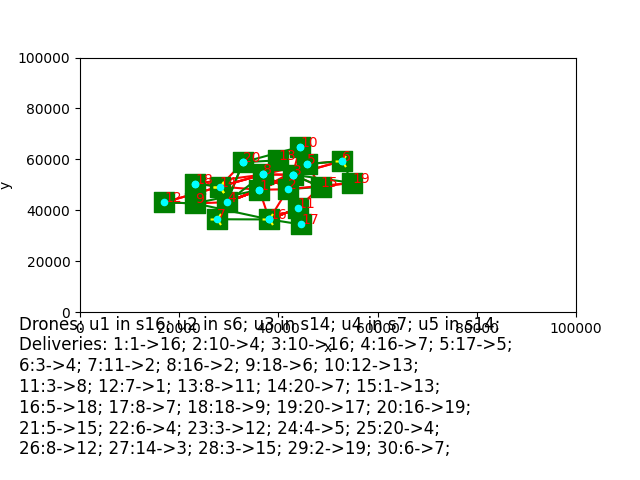 100000
80000
60000
40000
20000
0
y
0 20000 40000 60000 80000 100000
x
Drones: u1 in s16; u2 in s6; u3 in s14; u4 in s7; u5 in s14
Deliveries: 1:1->16; 2:10->4; 3:10->16; 4:16->7; 5:17->5;
6:3->4; 7:11->2; 8:16->2; 9:18->6; 10:12->13;
11:3->8; 12:7->1; 13:8->11; 14:20->7; 15:1->13;
16:5->18; 17:8->7; 18:18->9; 19:20->17; 20:16->19;
21:5->15; 22:6->4; 23:3->12; 24:4->5; 25:20->4;
26:8->12; 27:14->3; 28:3->15; 29:2->19; 30:6->7;